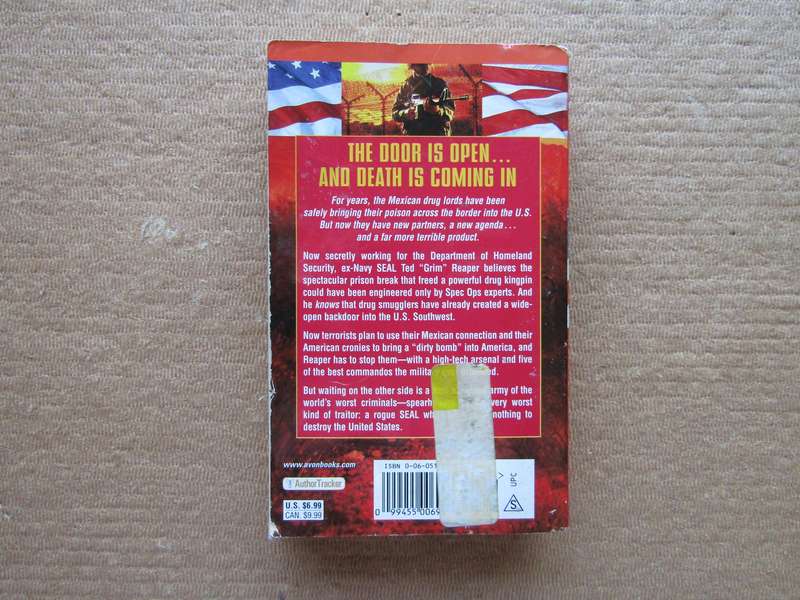 THE DOOR IS OPEN...
AND DEATH IS COMING IN
For years, the Mexican drug lords have been
safely bringing their poison across the border into the U.S.
But now they have new partners, a new agenda...
and a far more terrible product.
Now secretly working for the Department of Homeland
Security, ex-Navy SEAL Ted "Grim" Reaper believes the
spectacular prison break that freed a powerful drug kingpin
could have been engineered only by Spec Ops experts. And
he knows that drug smugglers have already created a wide-
open backdoor into the U.S. Southwest.
Now terrorists plan to use their Mexican connection and their
American cronies to bring a "dirty bomb" into America, and
Reaper has to stop them—with a high-tech arsenal and five
of the best commandos the military
But waiting on the other side is a army of the
world's worst criminals— very worst
kind of traitor: a rogue SEAL nothing to
destroy the United States.
www.avonbooks.com
AuthorTracker
U.S. $6.99
CAN. $9.99
ISBN 0-06-05
0 99455 0069
> UPC
S